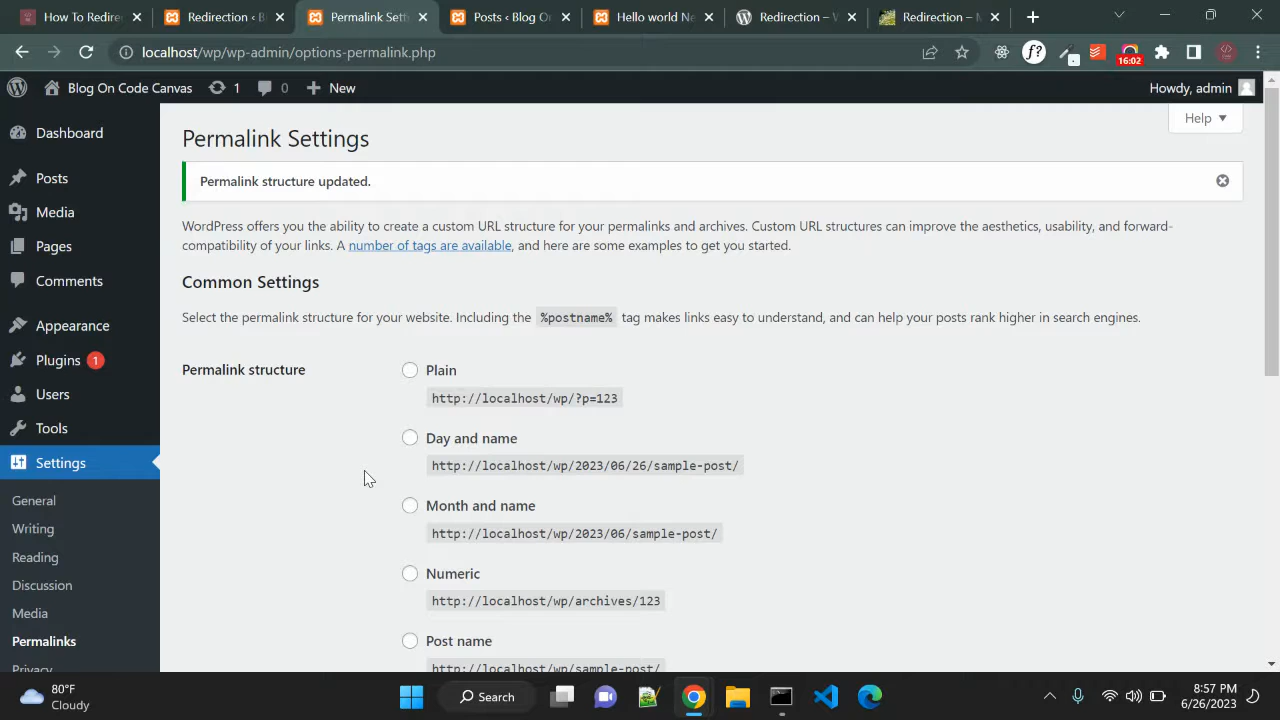 How To Redirec
Redirection ‹ B
Permalink Setti
Posts ‹ Blog O
Hello world Ne
Redirection – 
Redirection – 
localhost/wp/wp-admin/options-permalink.php
f?
16:02
Blog On Code Canvas
1
0
New
Howdy, admin
Dashboard
Posts
Media
Pages
Comments
Appearance
Plugins 1
Users
Tools
Settings
General
Writing
Reading
Discussion
Media
Permalinks
Privacy
Help
Permalink Settings
Permalink structure updated.
WordPress offers you the ability to create a custom URL structure for your permalinks and archives. Custom URL structures can improve the aesthetics, usability, and forward-
compatibility of your links. A number of tags are available, and here are some examples to get you started.
Common Settings
Select the permalink structure for your website. Including the %postname% tag makes links easy to understand, and can help your posts rank higher in search engines.
Permalink structure
Plain
http://localhost/wp/?p=123
Day and name
http://localhost/wp/2023/06/26/sample-post/
Month and name
http://localhost/wp/2023/06/sample-post/
Numeric
http://localhost/wp/archives/123
Post name
http://localhost/wp/sample-post/
80°F
Cloudy
Search
8:57 PM
6/26/2023